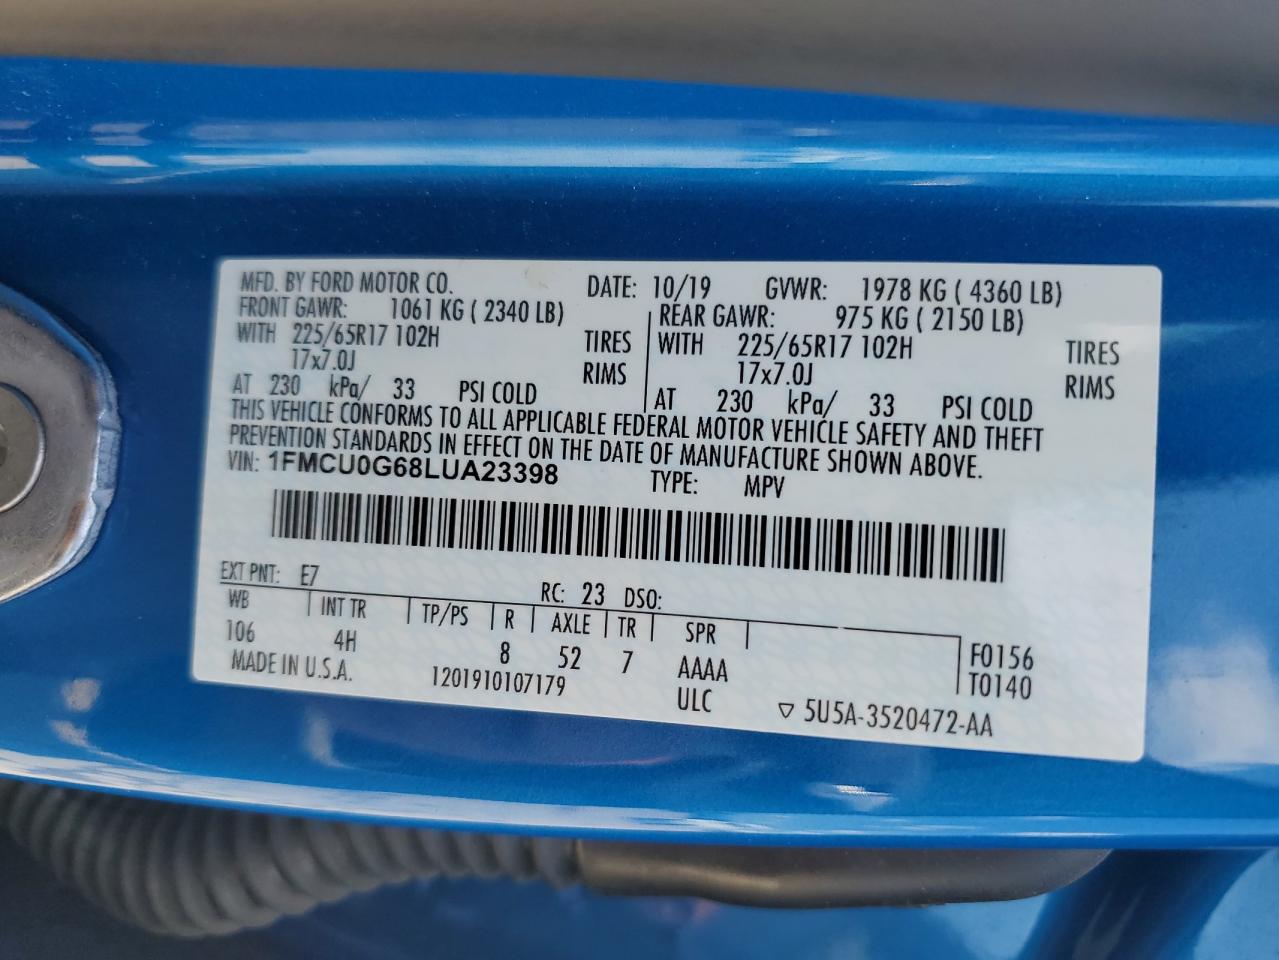 MFD. BY FORD MOTOR CO. DATE: 10/19 GVWR: 1978 KG ( 4360 LB)
FRONT GAWR: 1061 KG ( 2340 LB) REAR GAWR: 975 KG ( 2150 LB)
WITH 225/65R17 102H TIRES WITH 225/65R17 102H TIRES
17x7.0J RIMS 17x7.0J RIMS
AT 230 kPa/ 33 PSI COLD AT 230 kPa/ 33 PSI COLD
THIS VEHICLE CONFORMS TO ALL APPLICABLE FEDERAL MOTOR VEHICLE SAFETY AND THEFT
PREVENTION STANDARDS IN EFFECT ON THE DATE OF MANUFACTURE SHOWN ABOVE.
VIN: 1FMCU0G68LUA23398 TYPE: MPV
EXT PNT: E7 RC: 23 DSO:
WB INT TR TP/PS R AXLE TR SPR
106 4H 8 52 7 AAAA F0156
MADE IN U.S.A. 1201910107179 ULC T0140
▽ 5U5A-3520472-AA